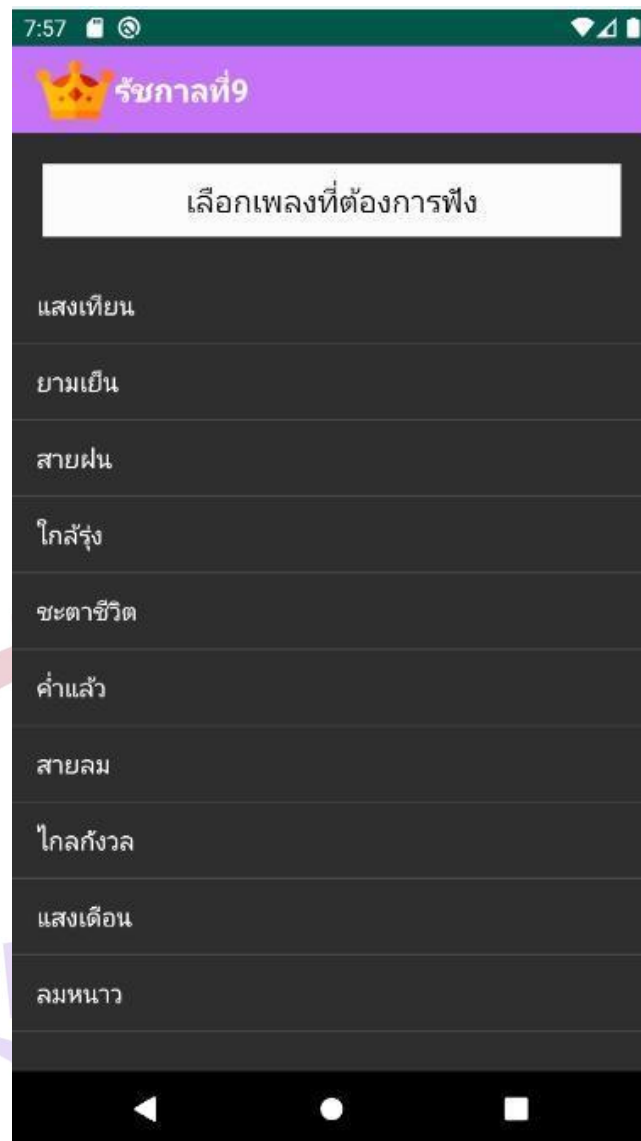 7:57
รัชกาลที่9
เลือกเพลงที่ต้องการฟัง
แสงเทียน
ยามเย็น
สายฝน
ใกล้รุ่ง
ชะตาชีวิต
ค่ำแล้ว
สายลม
ไกลกังวล
แสงเดือน
ลมหนาว